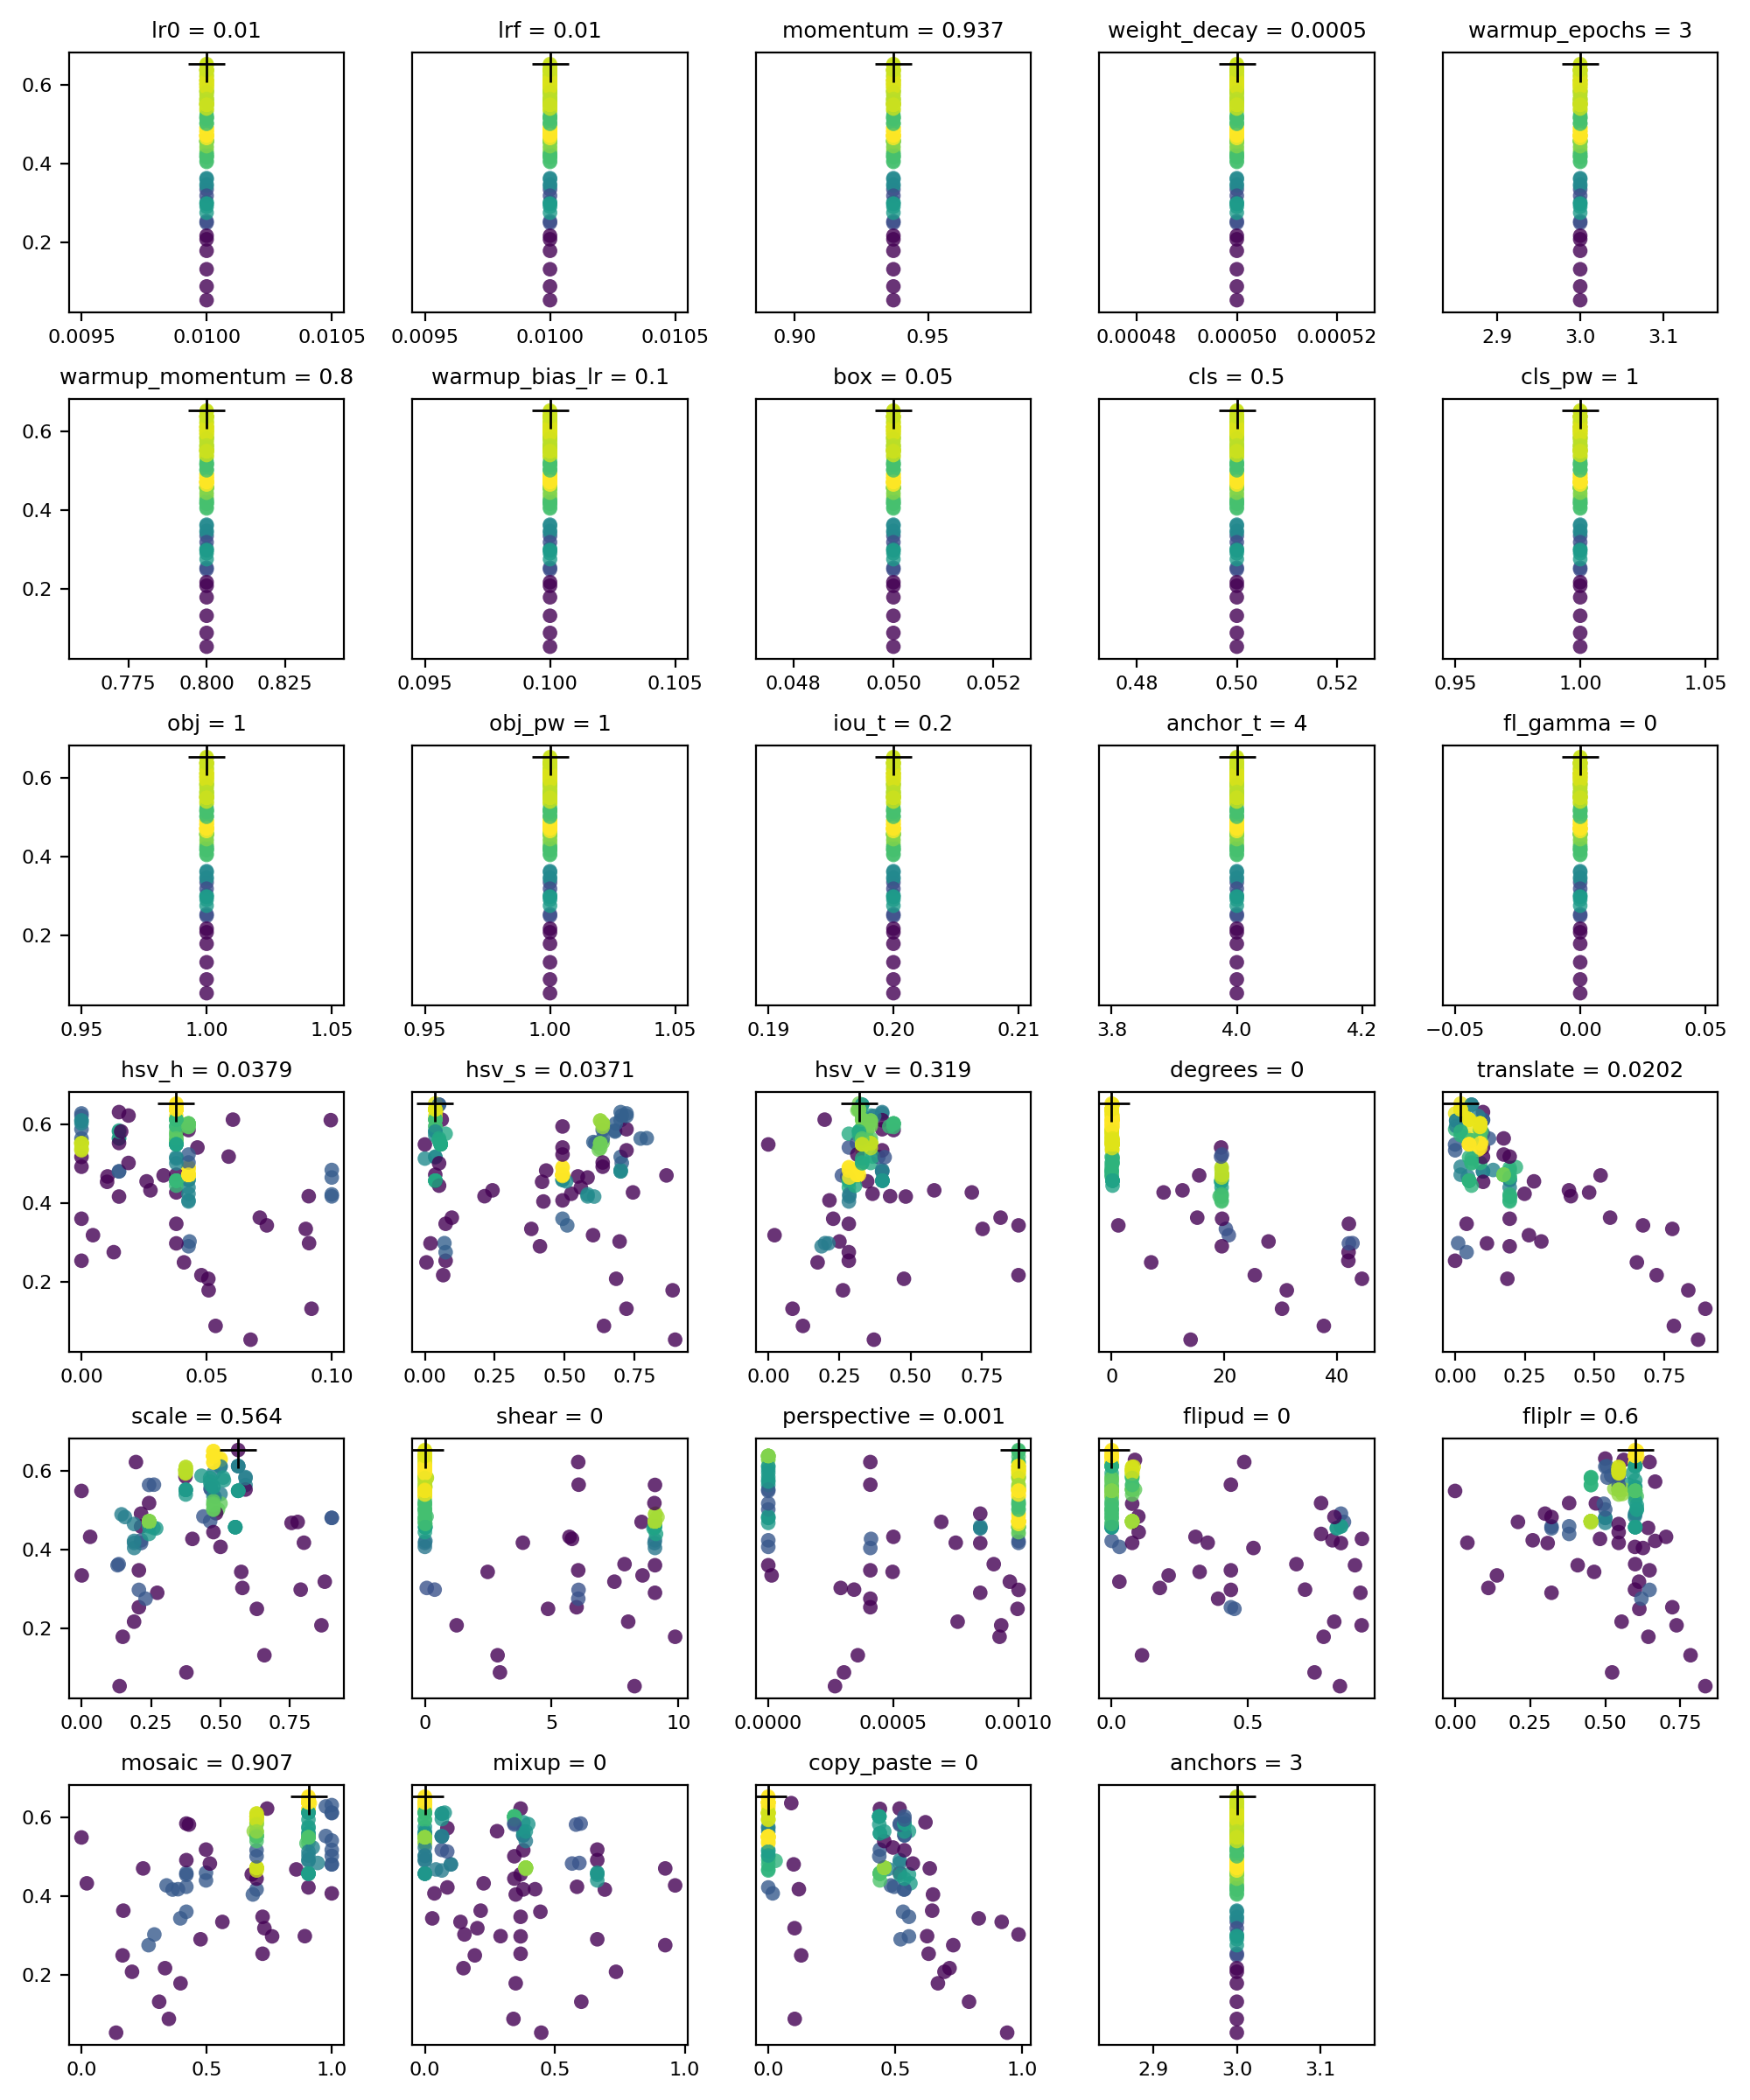 lr0 = 0.01 lrf = 0.01 momentum = 0.937 weight_decay = 0.0005 warmup_epochs = 3
0.6
0.4
0.2
0.0095 0.0100 0.0105 0.0095 0.0100 0.0105 0.90 0.95 0.00048 0.00050 0.00052 2.9 3.0 3.1
warmup_momentum = 0.8 warmup_bias_lr = 0.1 box = 0.05 cls = 0.5 cls_pw = 1
0.6
0.4
0.2
0.775 0.800 0.825 0.095 0.100 0.105 0.048 0.050 0.052 0.48 0.50 0.52 0.95 1.00 1.05
obj = 1 obj_pw = 1 iou_t = 0.2 anchor_t = 4 fl_gamma = 0
0.6
0.4
0.2
0.95 1.00 1.05 0.95 1.00 1.05 0.19 0.20 0.21 3.8 4.0 4.2 −0.05 0.00 0.05
hsv_h = 0.0379 hsv_s = 0.0371 hsv_v = 0.319 degrees = 0 translate = 0.0202
0.6
0.4
0.2
0.00 0.05 0.10 0.00 0.25 0.50 0.75 0.00 0.25 0.50 0.75 0 20 40 0.00 0.25 0.50 0.75
scale = 0.564 shear = 0 perspective = 0.001 flipud = 0 fliplr = 0.6
0.6
0.4
0.2
0.00 0.25 0.50 0.75 0 5 10 0.0000 0.0005 0.0010 0.0 0.5 0.00 0.25 0.50 0.75
mosaic = 0.907 mixup = 0 copy_paste = 0 anchors = 3
0.6
0.4
0.2
0.0 0.5 1.0 0.0 0.5 1.0 0.0 0.5 1.0 2.9 3.0 3.1